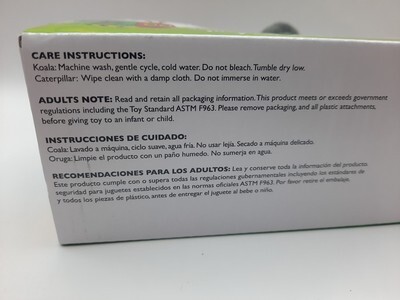 CARE INSTRUCTIONS:
Koala: Machine wash, gentle cycle, cold water. Do not bleach. Tumble dry low.
Caterpillar: Wipe clean with a damp cloth. Do not immerse in water.
ADULTS NOTE: Read and retain all packaging information. This product meets or exceeds government
regulations including the Toy Standard ASTM F963. Please remove packaging, and all plastic attachments,
before giving toy to an infant or child.
INSTRUCCIONES DE CUIDADO:
Coala: Lavado a máquina, ciclo suave, agua fría. No usar lejía. Secado a máquina delicado.
Oruga: Limpie el producto con un paño humedo. No sumerja en agua.
RECOMENDACIONES PARA LOS ADULTOS: Lea y conserve toda la información del producto.
Este producto cumple con o supera todas las regulaciones gubernamentales incluyendo los estándares de
seguridad para juguetes establecidos en las normas oficiales ASTM F963. Por favor retire el embalaje,
y todos los piezas de plástico, antes de entregar el juguete al bebe o niño.